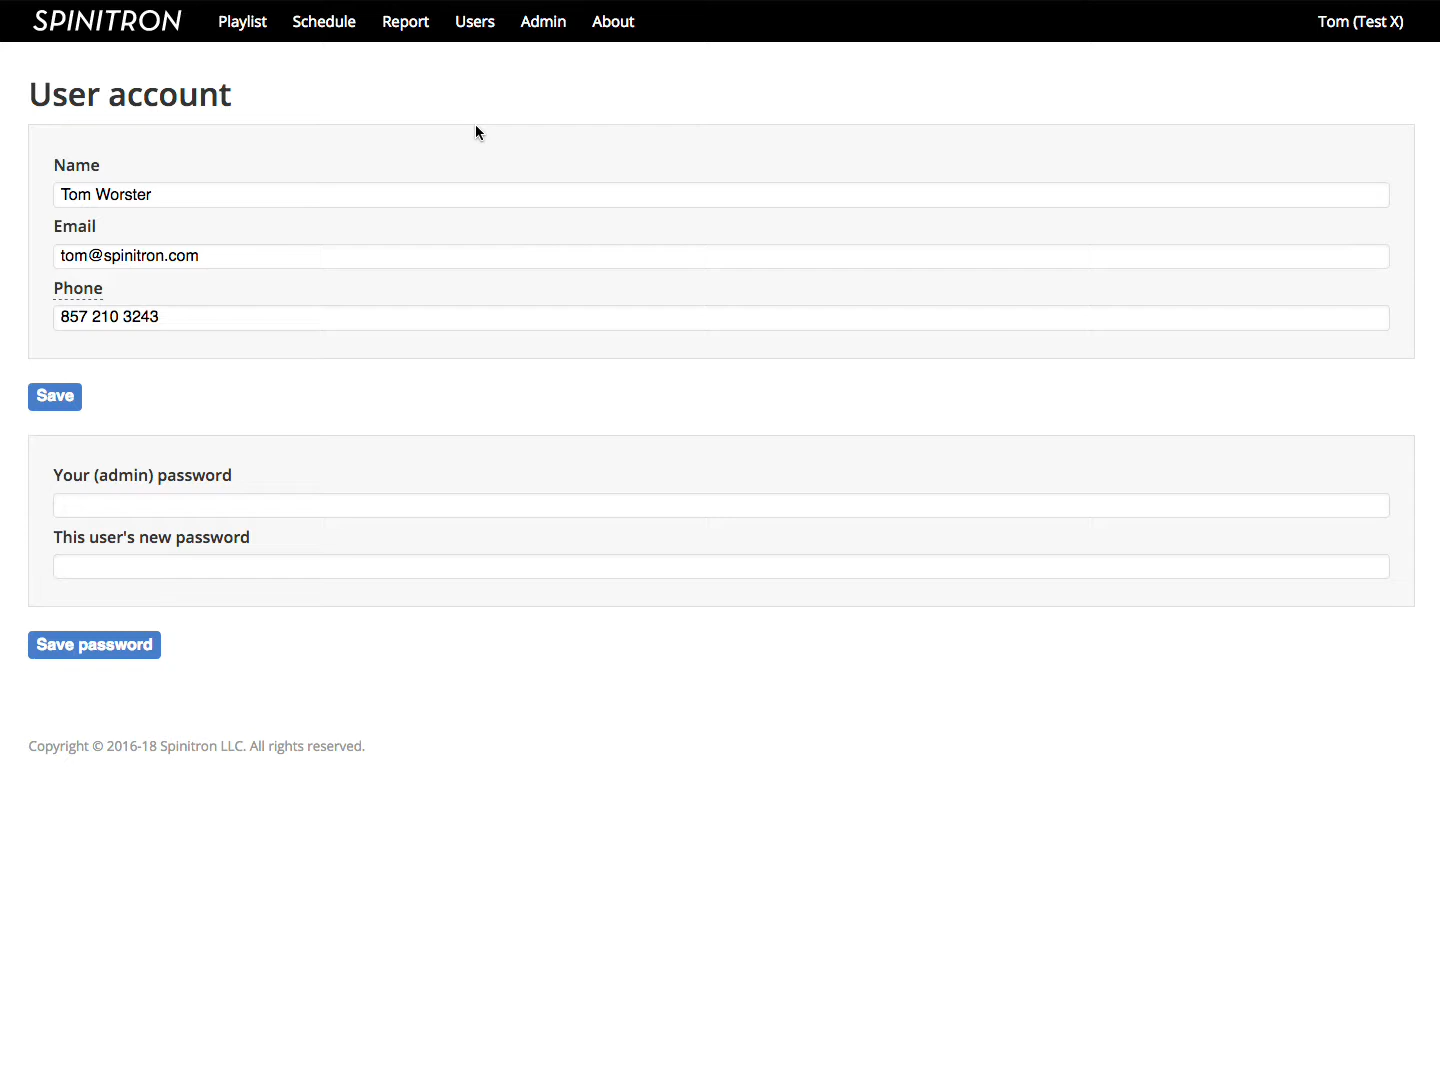 SPINITRON Playlist Schedule Report Users Admin About Tom (Test X)
User account
Name
Tom Worster
Email
tom@spinitron.com
Phone
857 210 3243
Save
Your (admin) password
This user's new password
Save password
Copyright © 2016-18 Spinitron LLC. All rights reserved.